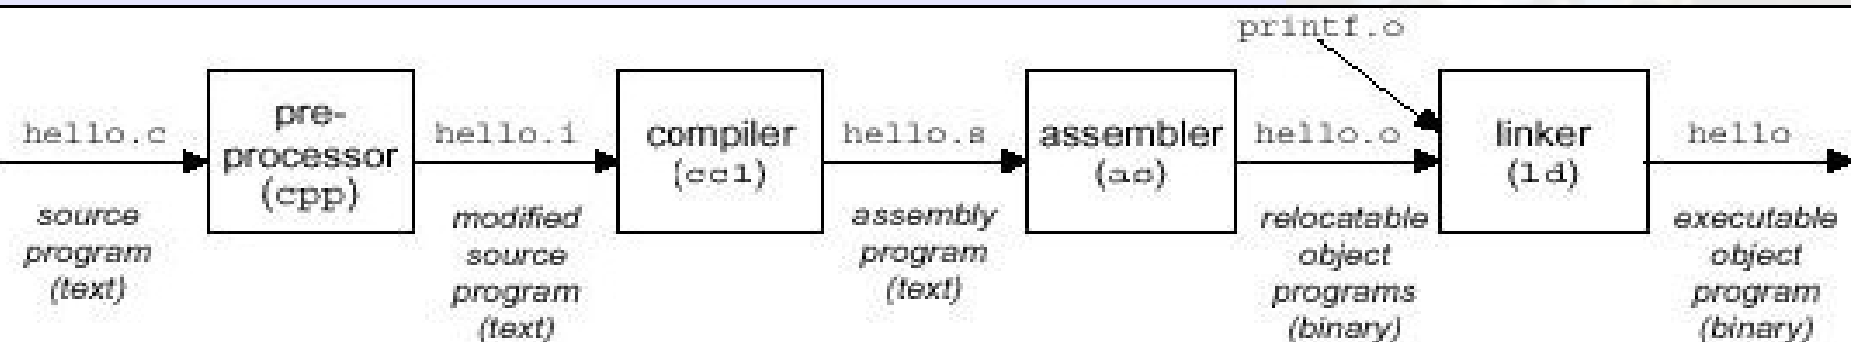 printf.o
hello.c
pre-
processor
(cpp)
hello.i
compiler
(cc1)
hello.s
assembler
(as)
hello.o
linker
(ld)
hello
source
program
(text)
modified
source
program
(text)
assembly
program
(text)
relocatable
object
programs
(binary)
executable
object
program
(binary)